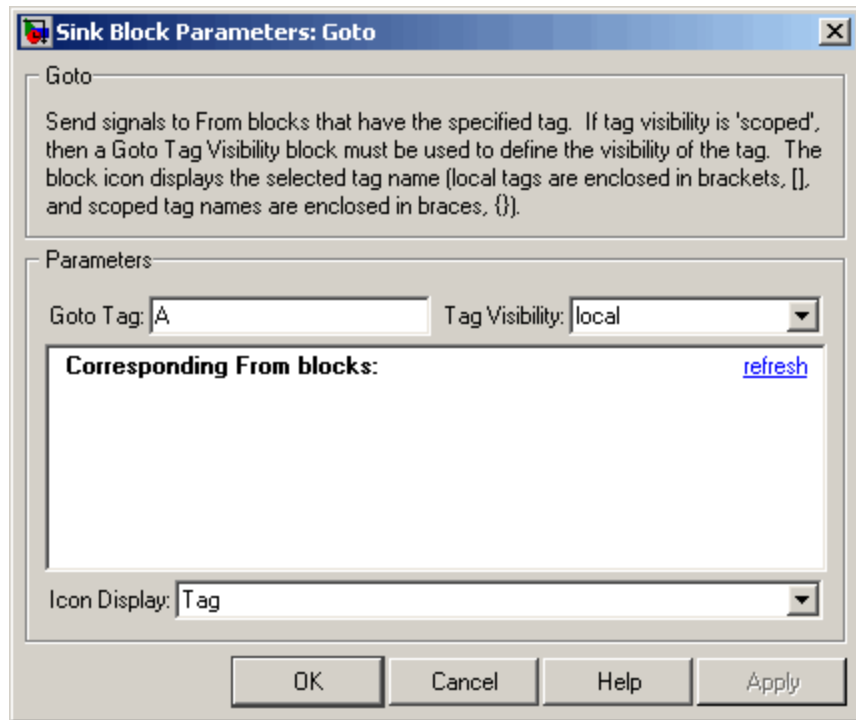 Sink Block Parameters: Goto
Goto
Send signals to From blocks that have the specified tag.  If tag visibility is 'scoped',
then a Goto Tag Visibility block must be used to define the visibility of the tag.  The
block icon displays the selected tag name (local tags are enclosed in brackets, [],
and scoped tag names are enclosed in braces, {}).
Parameters
Goto Tag: A Tag Visibility: local
Corresponding From blocks: refresh
Icon Display: Tag
OK Cancel Help Apply